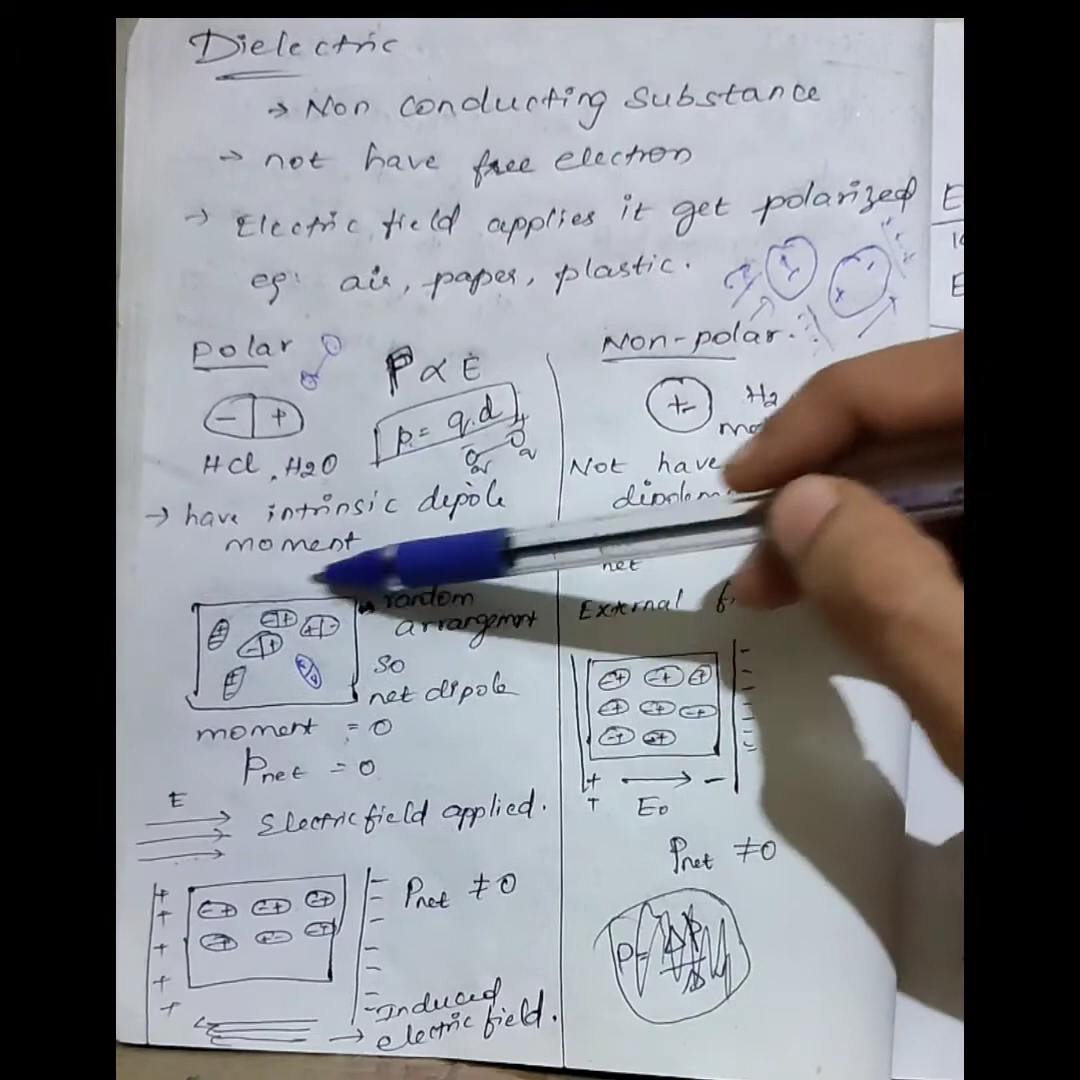 Dielectric
→ Non conducting substance
→ not have free electron
→ Electric field applies it get polarized
eg: air, paper, plastic.
Polar
P ∝ E
- +
p = q.d
HCl, H2O
→ have intrinsic depole
moment
random
arrangement
so
net dipole
moment = 0
Pnet = 0
E
Electric field applied.
+ + + + +
Pnet ≠ 0
Induced
→ electric field.
Non-polar.
+-
H2
Not have
net
External
+ → -
+ E0
Pnet ≠ 0
P=
E
E